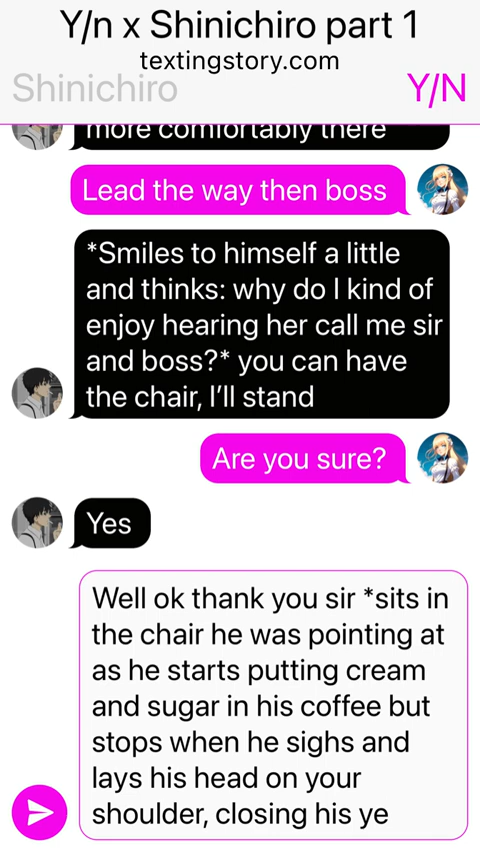 Y/n x Shinichiro part 1
textingstory.com
Shinichiro
Y/N
more comfortably there
Lead the way then boss
*Smiles to himself a little
and thinks: why do I kind of
enjoy hearing her call me sir
and boss?* you can have
the chair, I'll stand
Are you sure?
Yes
Well ok thank you sir *sits in
the chair he was pointing at
as he starts putting cream
and sugar in his coffee but
stops when he sighs and
lays his head on your
shoulder, closing his ye